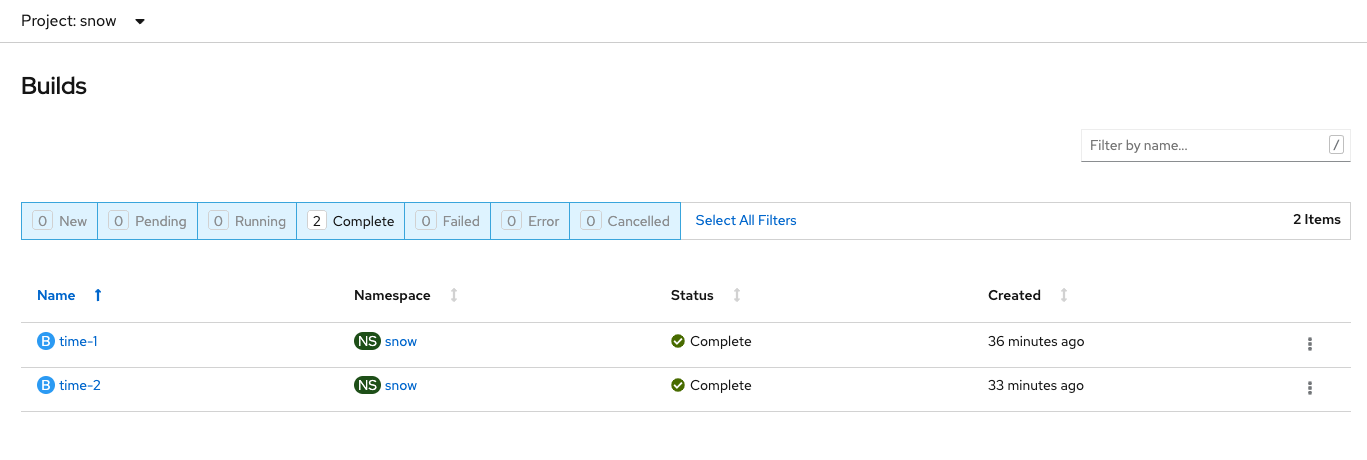 Project: snow
Builds
Filter by name... /
0 New 0 Pending 0 Running 2 Complete 0 Failed 0 Error 0 Cancelled Select All Filters 2 Items
Name Namespace Status Created
B time-1 NS snow Complete 36 minutes ago
B time-2 NS snow Complete 33 minutes ago